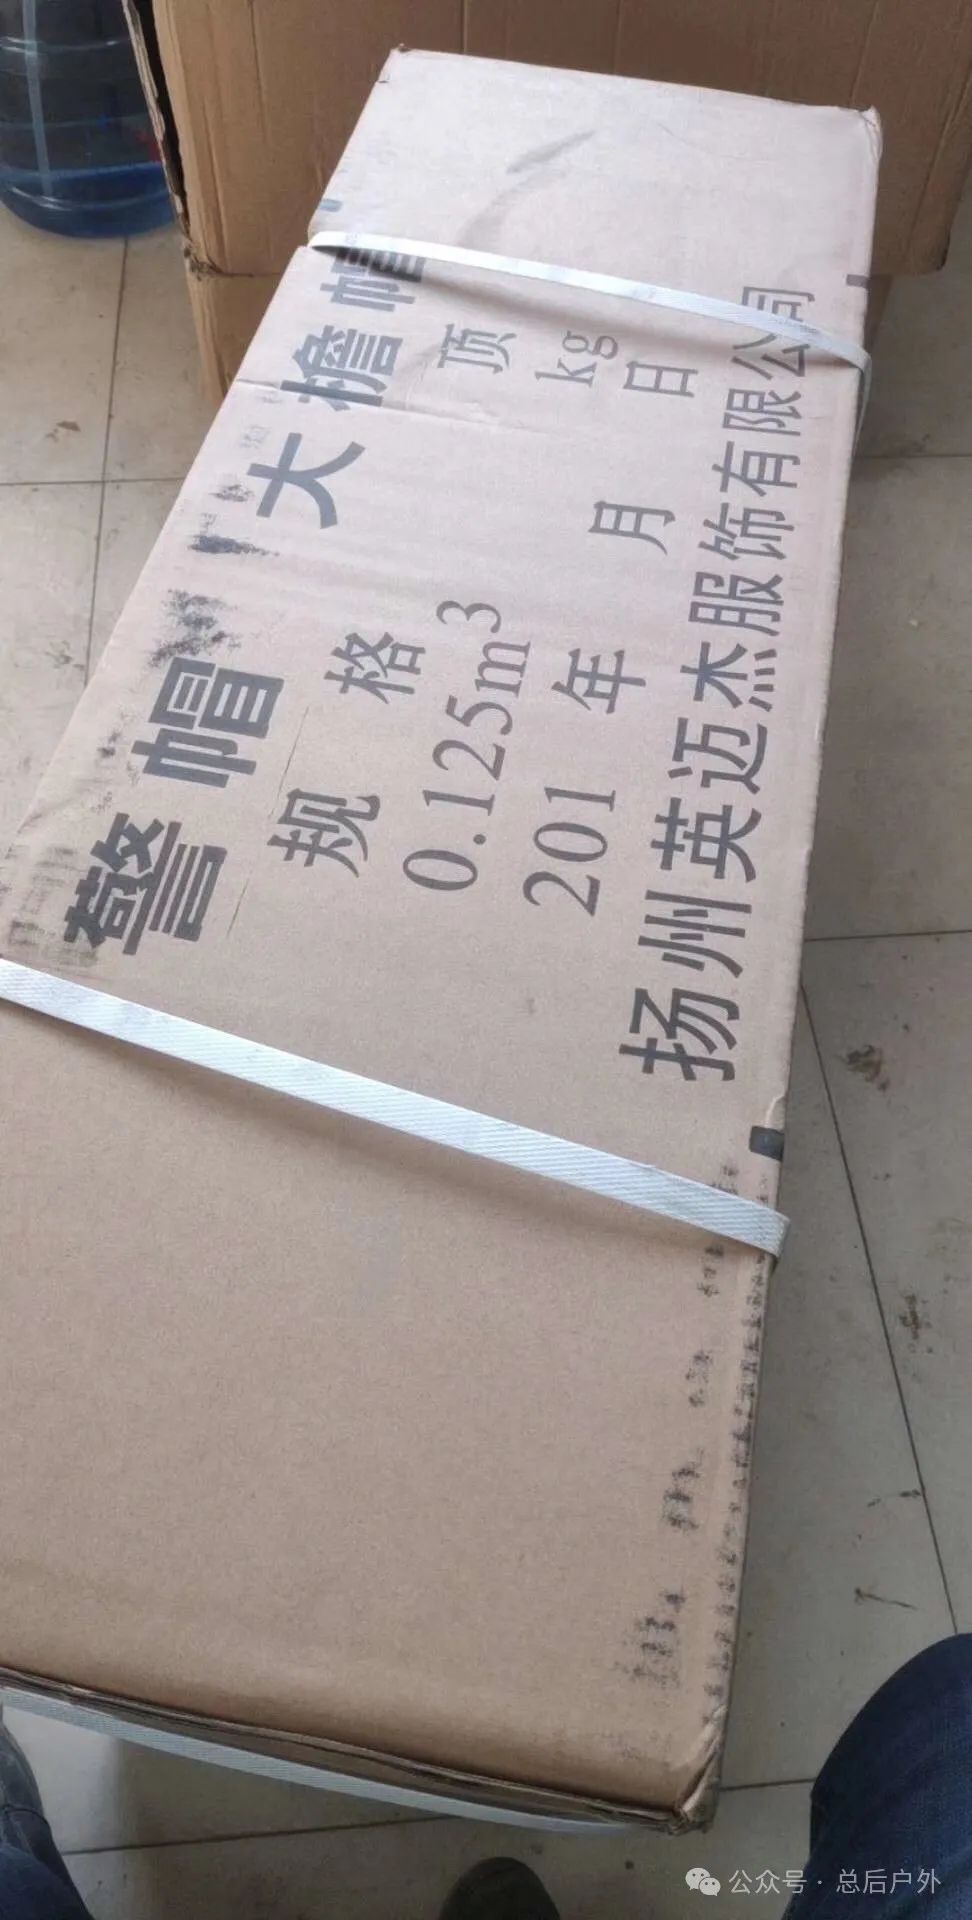 警帽 大檐帽
规格 顶
0.125m3 kg
201 年 月 日
扬州英迈杰服饰有限公司
公众号 · 总后户外